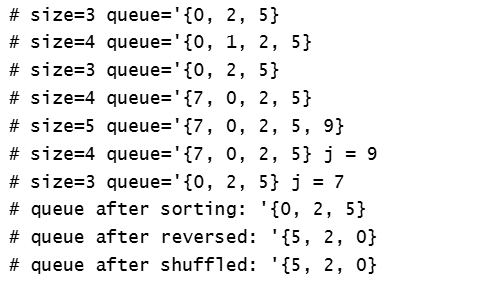 # size=3 queue='{0, 2, 5}
# size=4 queue='{0, 1, 2, 5}
# size=3 queue='{0, 2, 5}
# size=4 queue='{7, 0, 2, 5}
# size=5 queue='{7, 0, 2, 5, 9}
# size=4 queue='{7, 0, 2, 5} j = 9
# size=3 queue='{0, 2, 5} j = 7
# queue after sorting: '{0, 2, 5}
# queue after reversed: '{5, 2, 0}
# queue after shuffled: '{5, 2, 0}